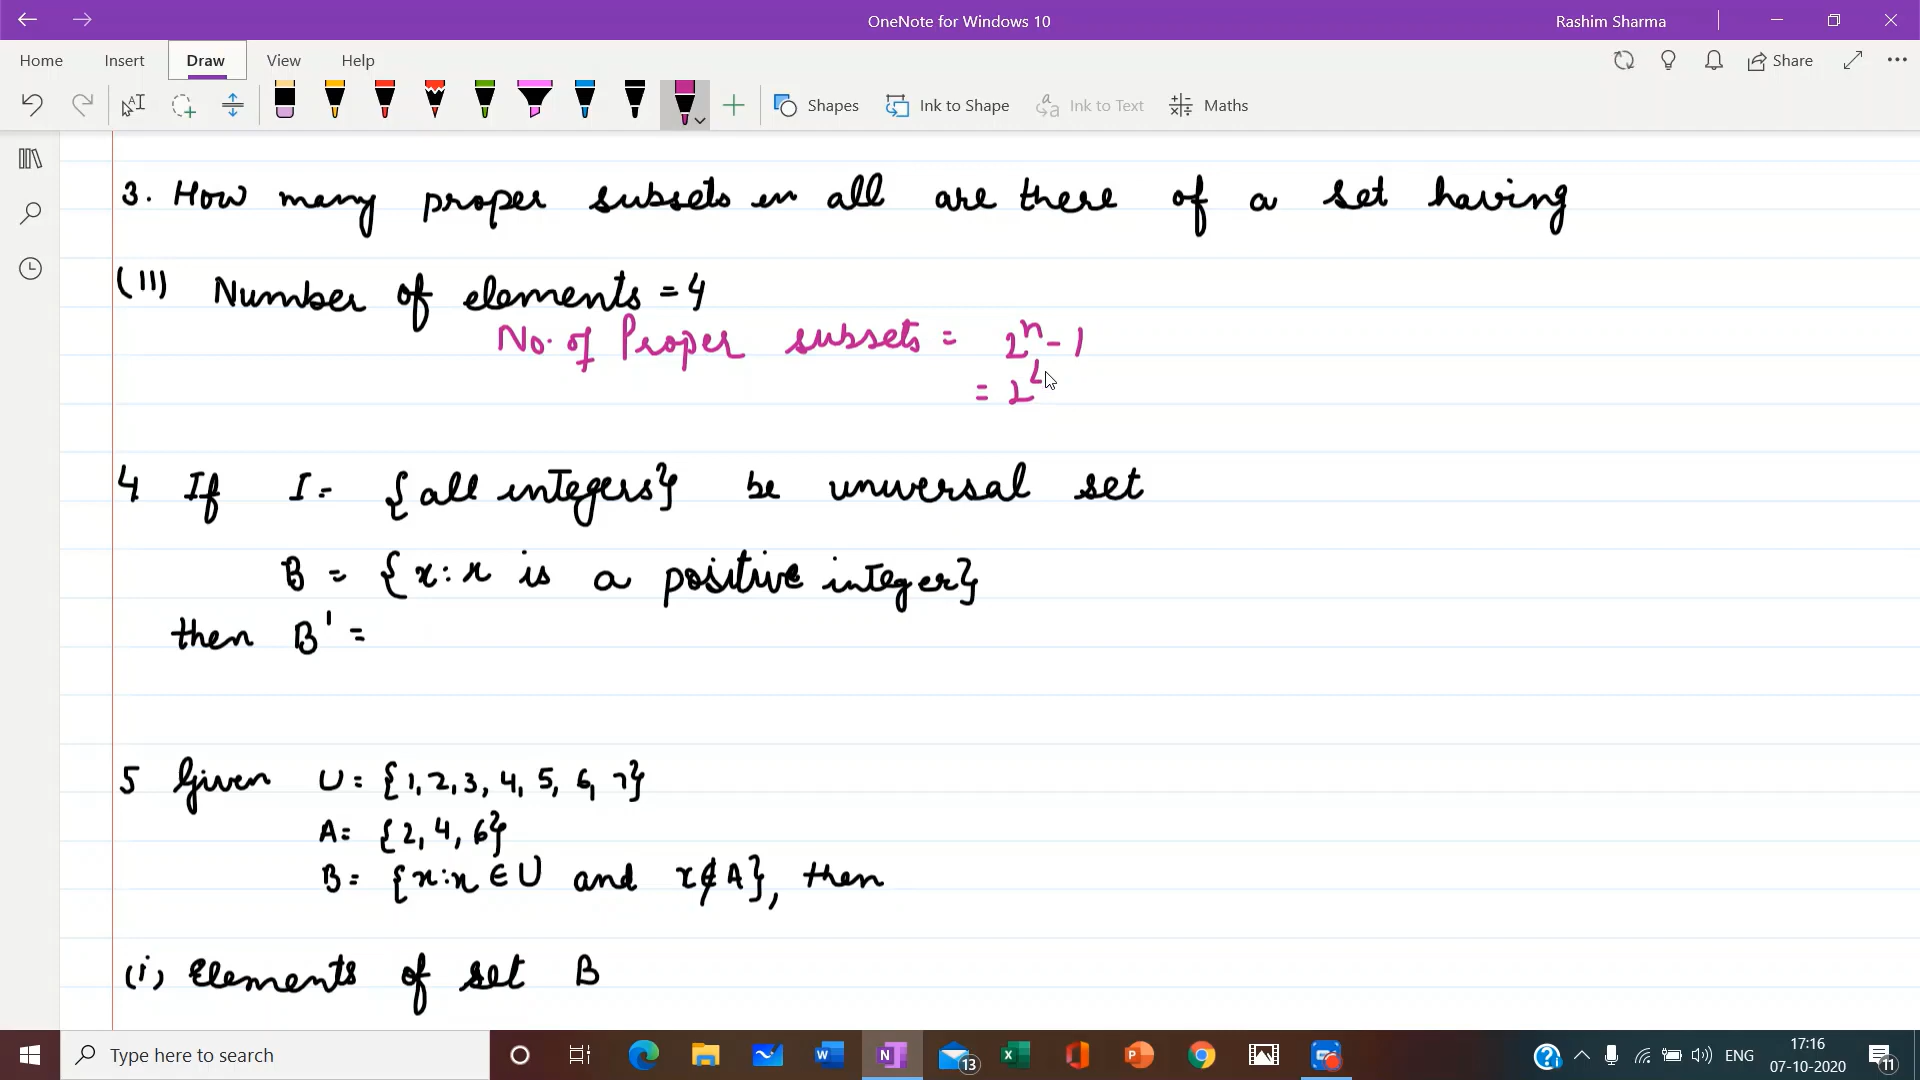 OneNote for Windows 10
Rashim Sharma
Home Insert Draw View Help
Share
Shapes Ink to Shape Ink to Text Maths
3. How many proper subsets in all are there of a set having
(III) Number of elements = 4
No. of Proper subsets = 2ⁿ - 1
= 2⁴
4 If I = {all integers} be universal set
B = {x : x is a positive integer}
then B' =
5 Given U = {1, 2, 3, 4, 5, 6, 7}
A = {2, 4, 6}
B = {x : x ∈ U and x ∉ A}, then
(i) Elements of set B
Type here to search
13
ENG
17:16
07-10-2020
11